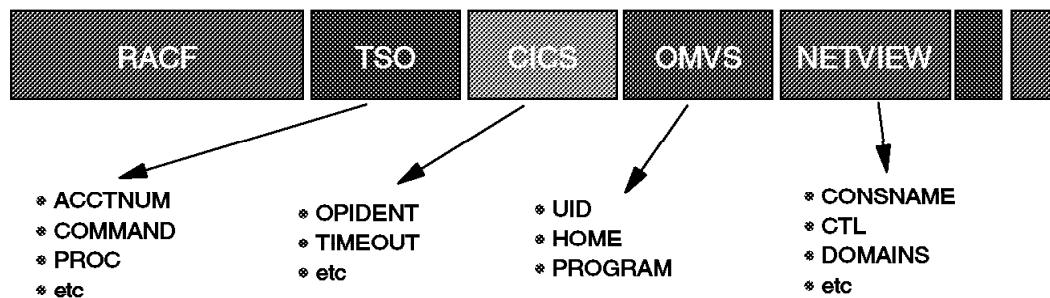 RACF TSO CICS OMVS NETVIEW
ACCTNUM
COMMAND
PROC
etc
OPIDENT
TIMEOUT
etc
UID
HOME
PROGRAM
CONSNAME
CTL
DOMAINS
etc